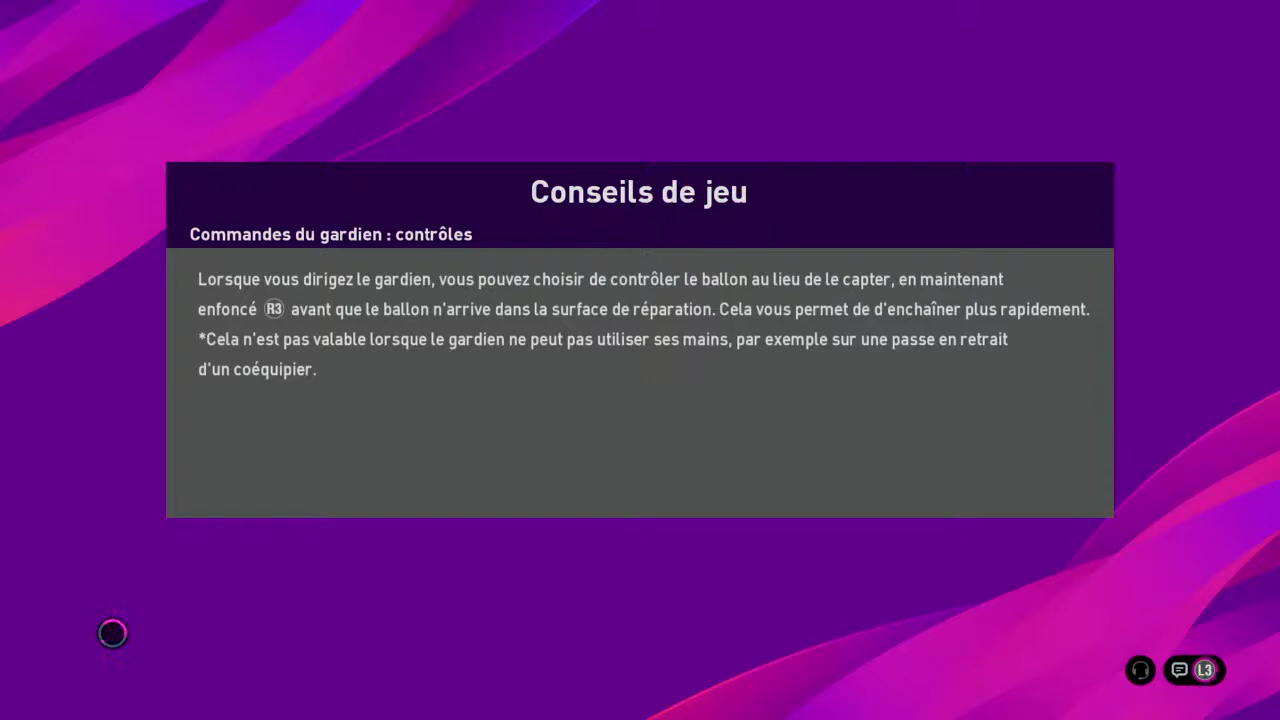 Conseils de jeu
Commandes du gardien : contrôles
Lorsque vous dirigez le gardien, vous pouvez choisir de contrôler le ballon au lieu de le capter, en maintenant
enfoncé R3 avant que le ballon n'arrive dans la surface de réparation. Cela vous permet de d'enchaîner plus rapidement.
*Cela n'est pas valable lorsque le gardien ne peut pas utiliser ses mains, par exemple sur une passe en retrait
d'un coéquipier.
L3